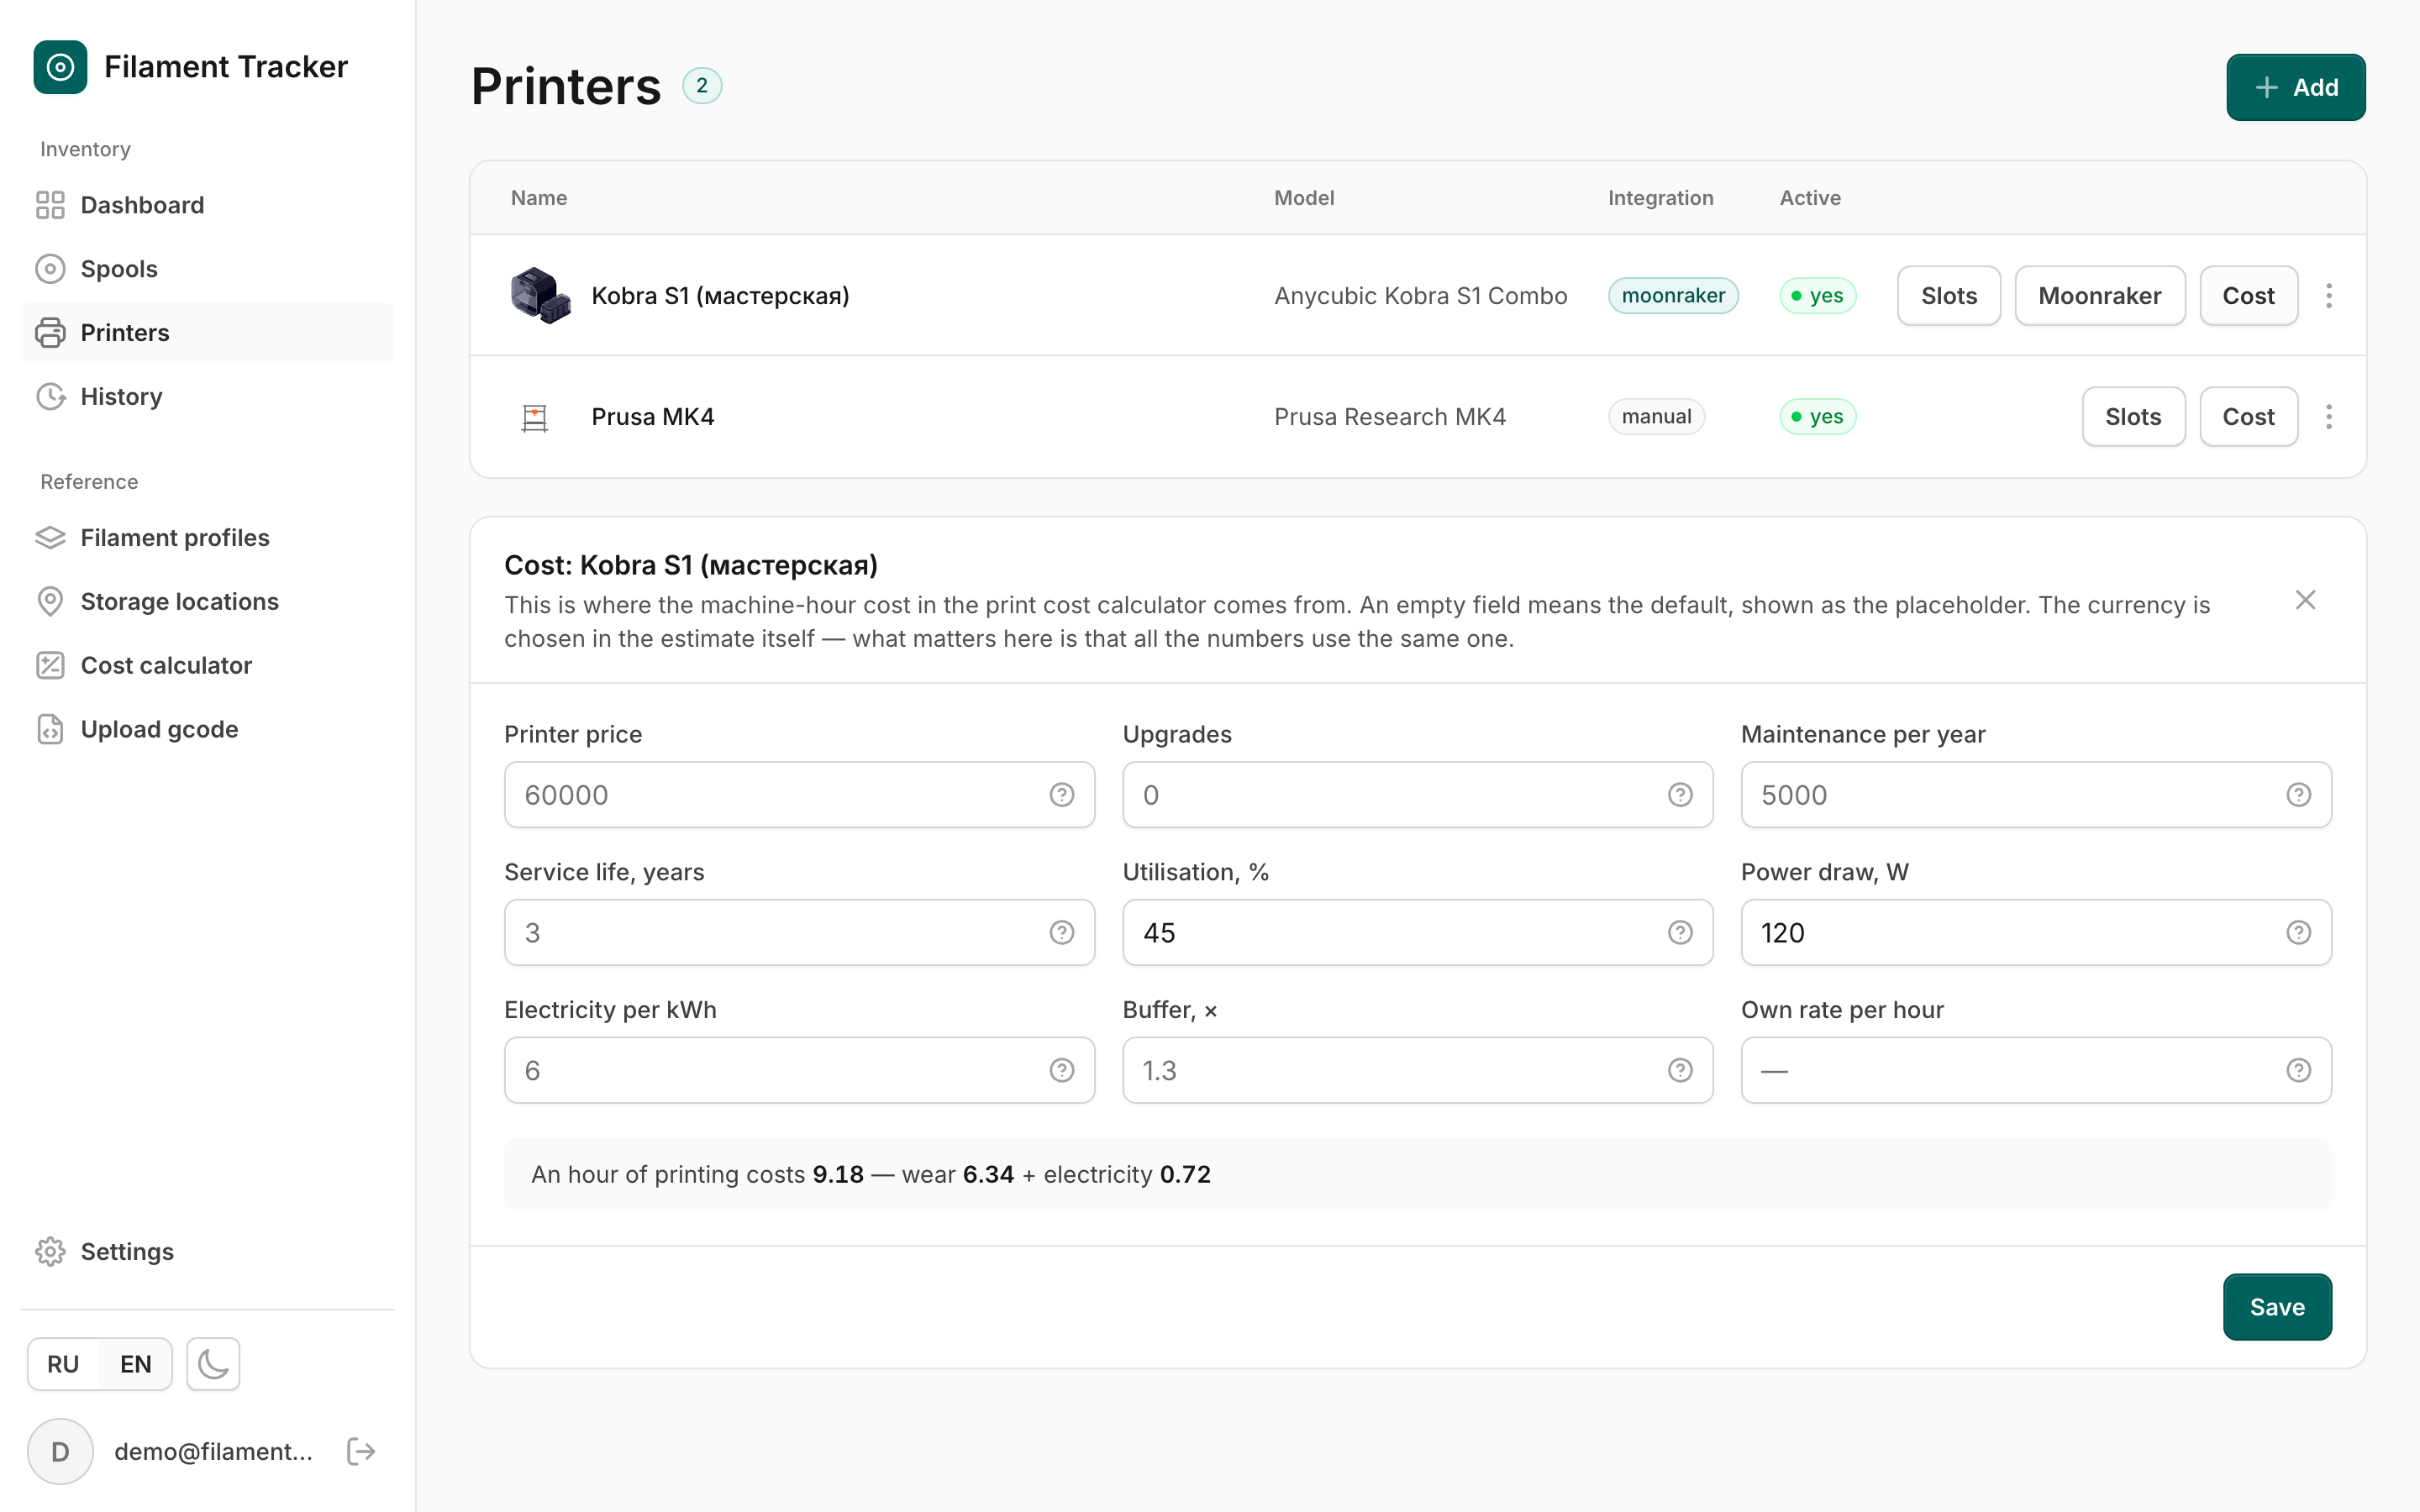 Filament Tracker
Inventory
Dashboard
Spools
Printers
History
Reference
Filament profiles
Storage locations
Cost calculator
Upload gcode
Settings
RU EN
D demo@filament...
Printers 2
+ Add
Name Model Integration Active
Kobra S1 (мастерская) Anycubic Kobra S1 Combo moonraker yes Slots Moonraker Cost
Prusa MK4 Prusa Research MK4 manual yes Slots Cost
Cost: Kobra S1 (мастерская)
This is where the machine-hour cost in the print cost calculator comes from. An empty field means the default, shown as the placeholder. The currency is
chosen in the estimate itself — what matters here is that all the numbers use the same one.
Printer price Upgrades Maintenance per year
60000 0 5000
Service life, years Utilisation, % Power draw, W
3 45 120
Electricity per kWh Buffer, × Own rate per hour
6 1.3 —
An hour of printing costs 9.18 — wear 6.34 + electricity 0.72
Save